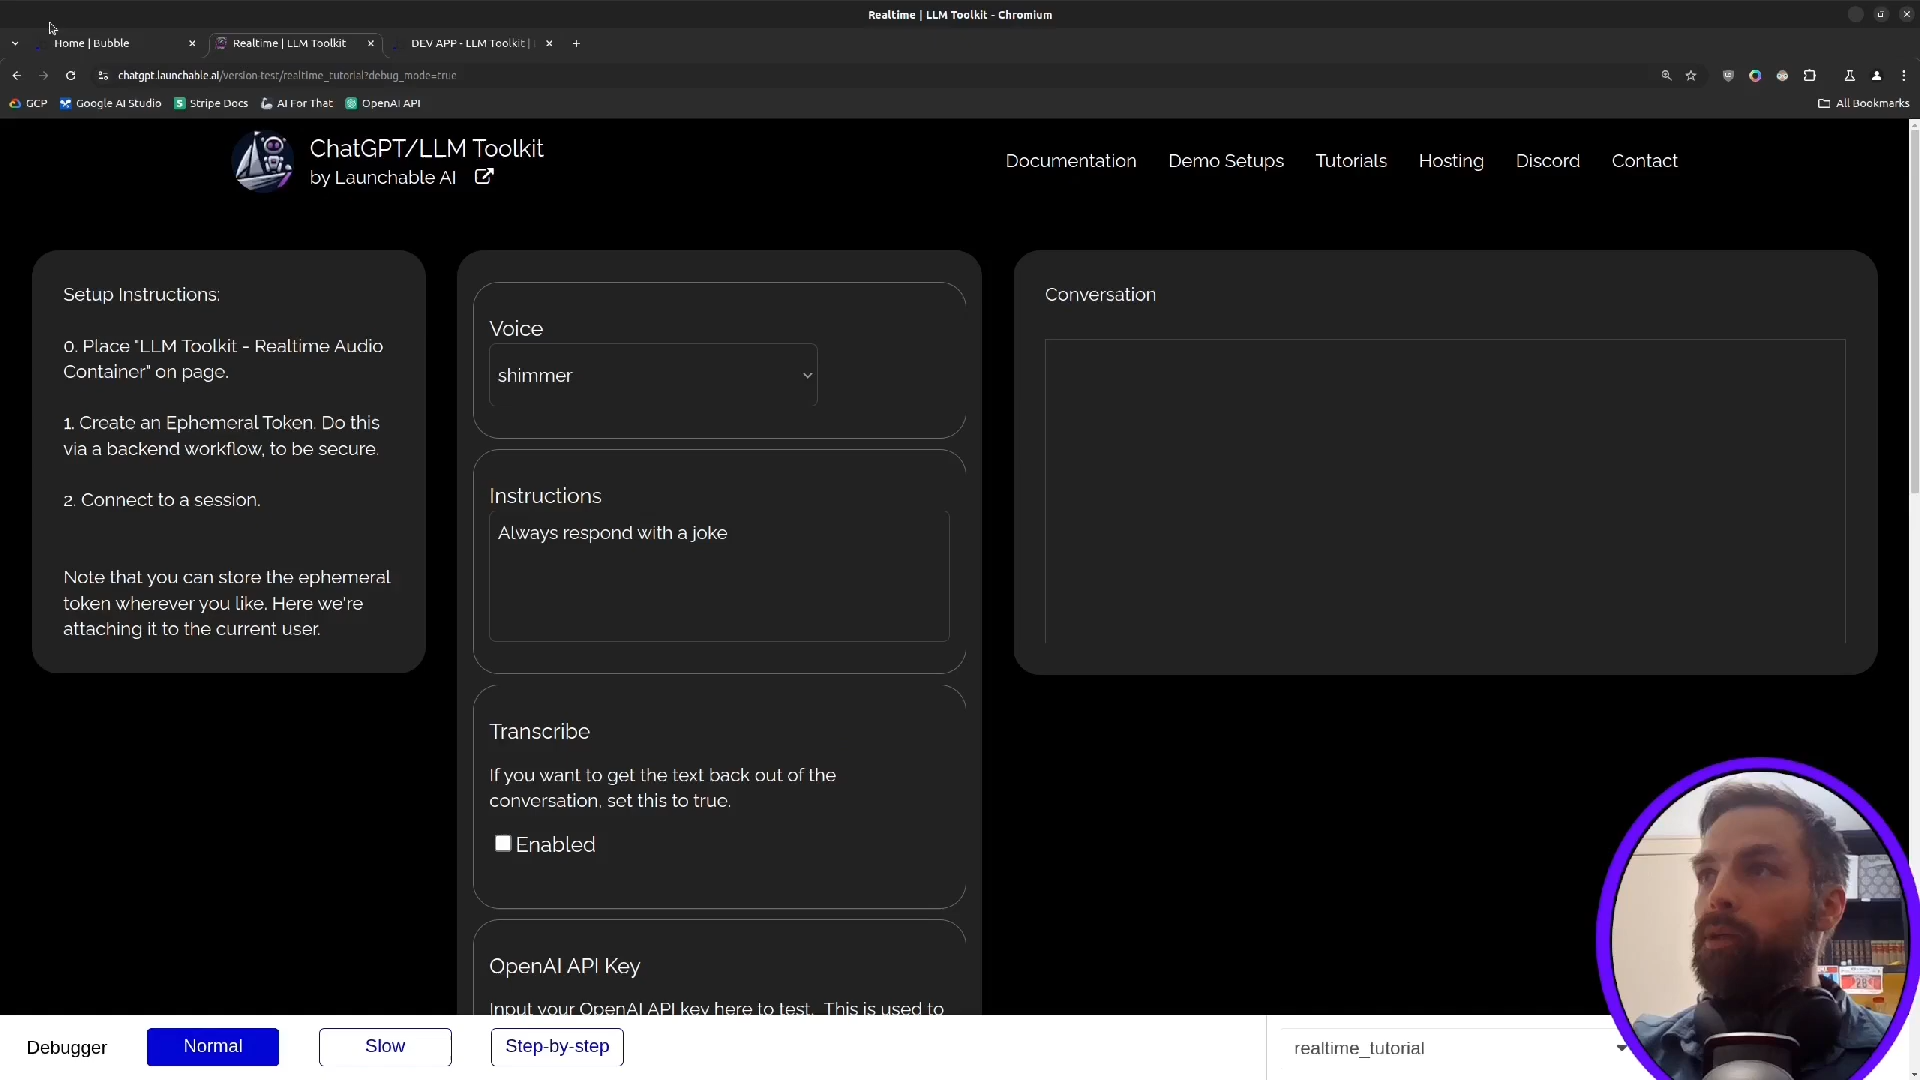 Realtime | LLM Toolkit - Chromium
Home | Bubble
Realtime | LLM Toolkit
DEV APP - LLM Toolkit |
chatgpt.launchable.ai/version-test/realtime_tutorial?debug_mode=true
GCP
Google AI Studio
Stripe Docs
AI For That
OpenAI API
All Bookmarks
ChatGPT/LLM Toolkit
by Launchable AI
Documentation
Demo Setups
Tutorials
Hosting
Discord
Contact
Setup Instructions:
0. Place "LLM Toolkit - Realtime Audio
Container" on page.
1. Create an Ephemeral Token. Do this
via a backend workflow, to be secure.
2. Connect to a session.
Note that you can store the ephemeral
token wherever you like. Here we're
attaching it to the current user.
Voice
shimmer
Instructions
Always respond with a joke
Transcribe
If you want to get the text back out of the
conversation, set this to true.
Enabled
OpenAI API Key
Input your OpenAI API key here to test. This is used to
Conversation
Debugger
Normal
Slow
Step-by-step
realtime_tutorial
28